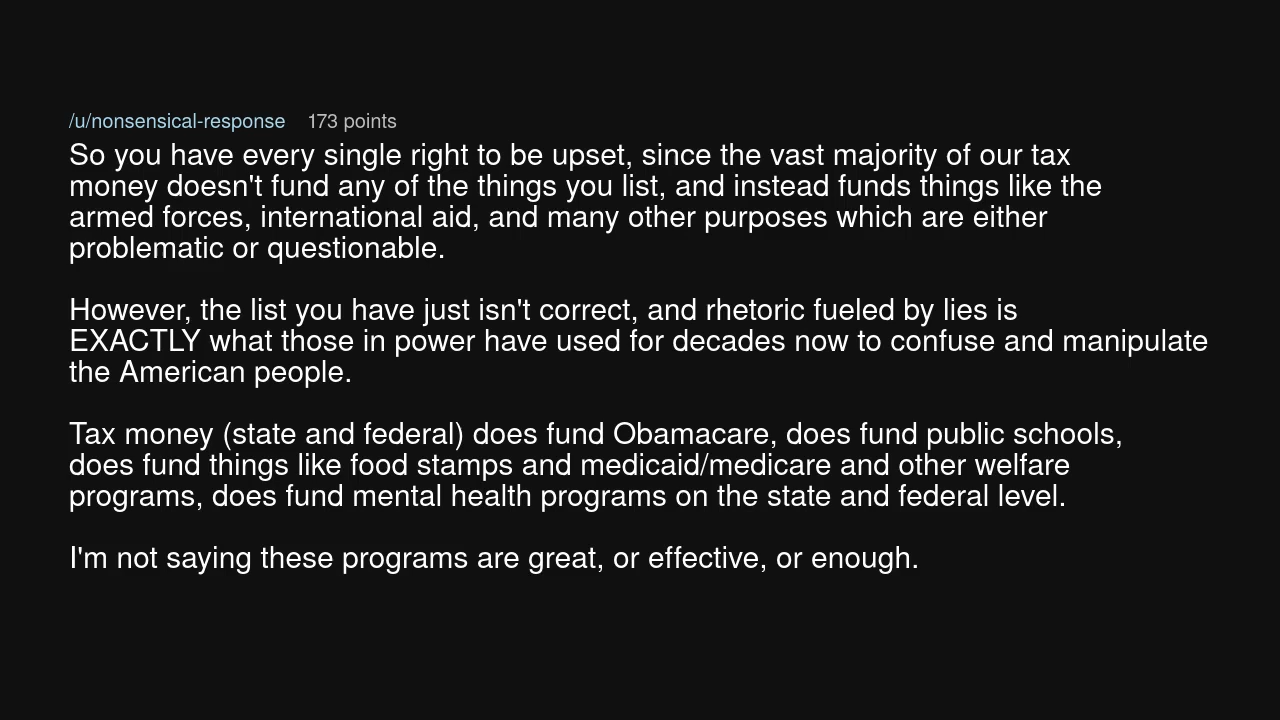 /u/nonsensical-response 173 points
So you have every single right to be upset, since the vast majority of our tax
money doesn't fund any of the things you list, and instead funds things like the
armed forces, international aid, and many other purposes which are either
problematic or questionable.
However, the list you have just isn't correct, and rhetoric fueled by lies is
EXACTLY what those in power have used for decades now to confuse and manipulate
the American people.
Tax money (state and federal) does fund Obamacare, does fund public schools,
does fund things like food stamps and medicaid/medicare and other welfare
programs, does fund mental health programs on the state and federal level.
I'm not saying these programs are great, or effective, or enough.